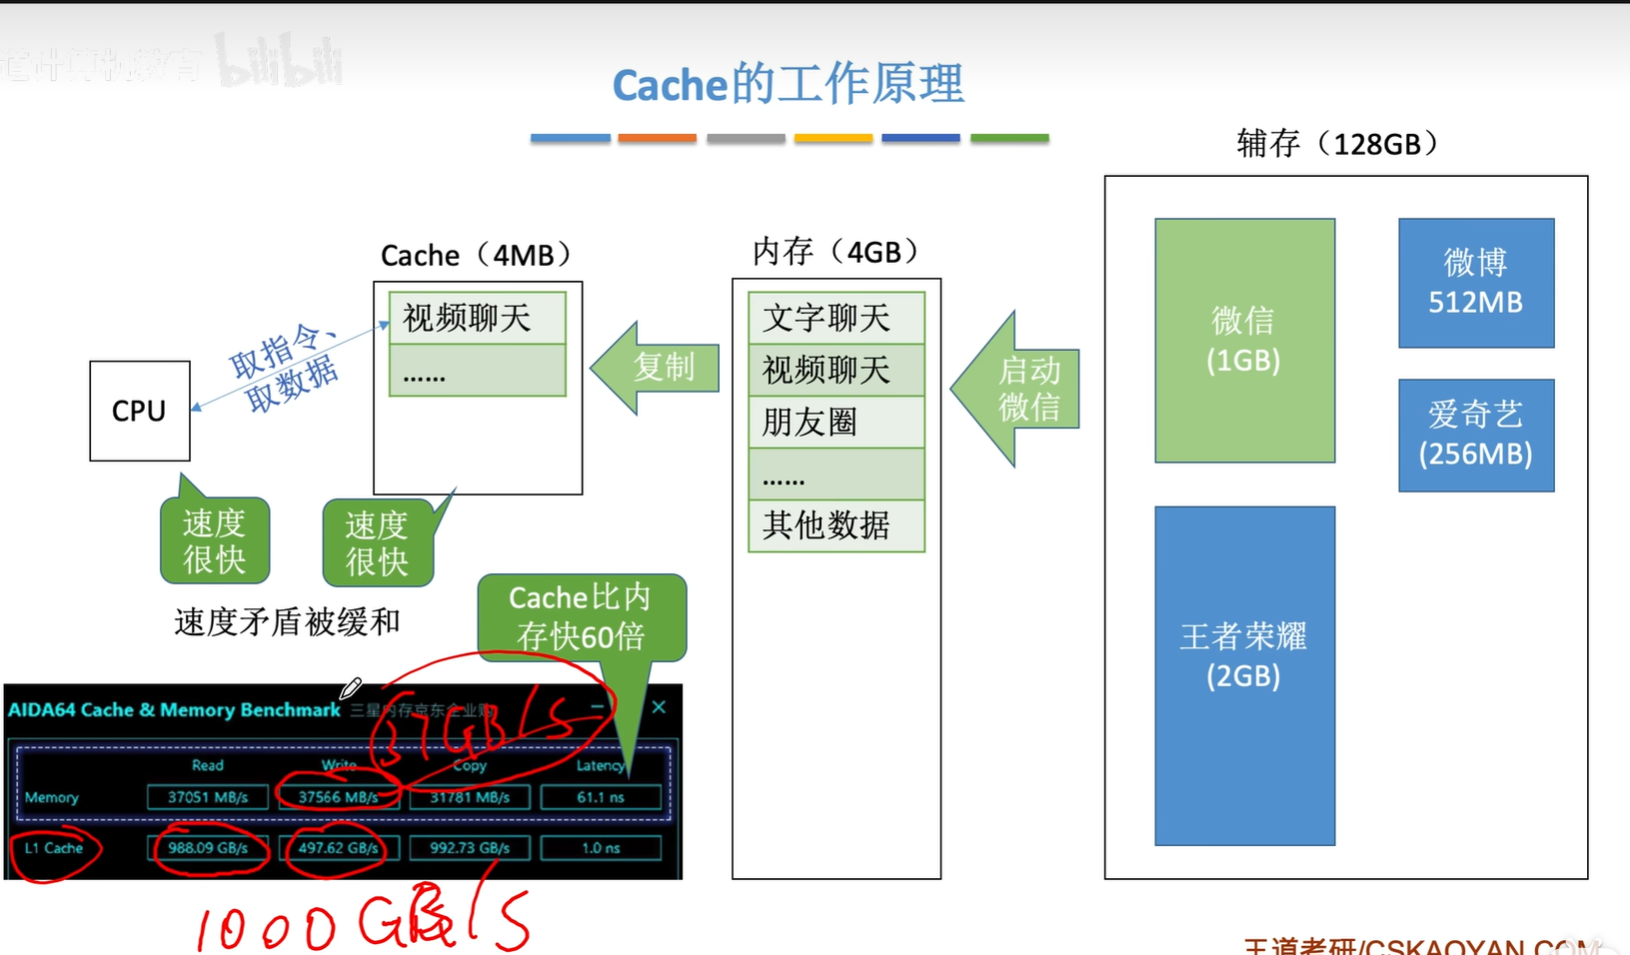 bilibili
Cache的工作原理
辅存（128GB）
微信
(1GB)
微博
512MB
爱奇艺
(256MB)
王者荣耀
(2GB)
启动
微信
内存（4GB）
文字聊天
视频聊天
朋友圈
……
其他数据
复制
Cache（4MB）
视频聊天
……
取指令、
取数据
CPU
速度
很快
速度
很快
速度矛盾被缓和
Cache比内
存快60倍
AIDA64 Cache & Memory Benchmark
三星内存京东企业购
37GB/S
Read Write Copy Latency
Memory 37051 MB/s 37566 MB/s 31781 MB/s 61.1 ns
L1 Cache 988.09 GB/s 497.62 GB/s 992.73 GB/s 1.0 ns
1000 GB/S
王道考研/CSKAOYAN.COM